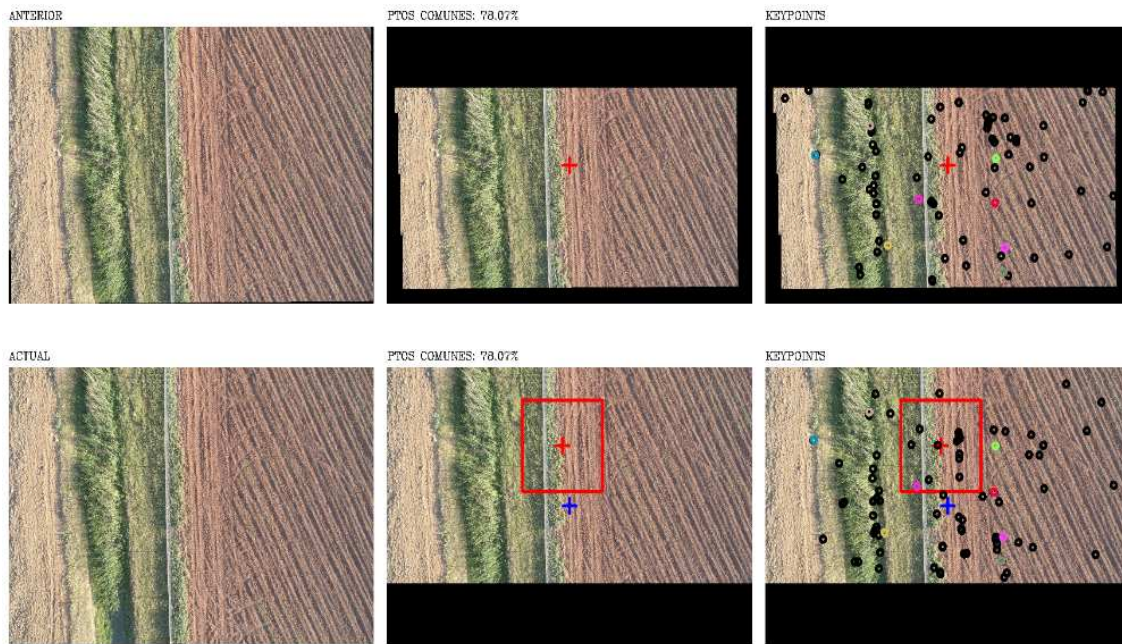 ANTERIOR
PTOS COMUNES: 78.07%
KEYPOINTS
ACTUAL
PTOS COMUNES: 78.07%
KEYPOINTS